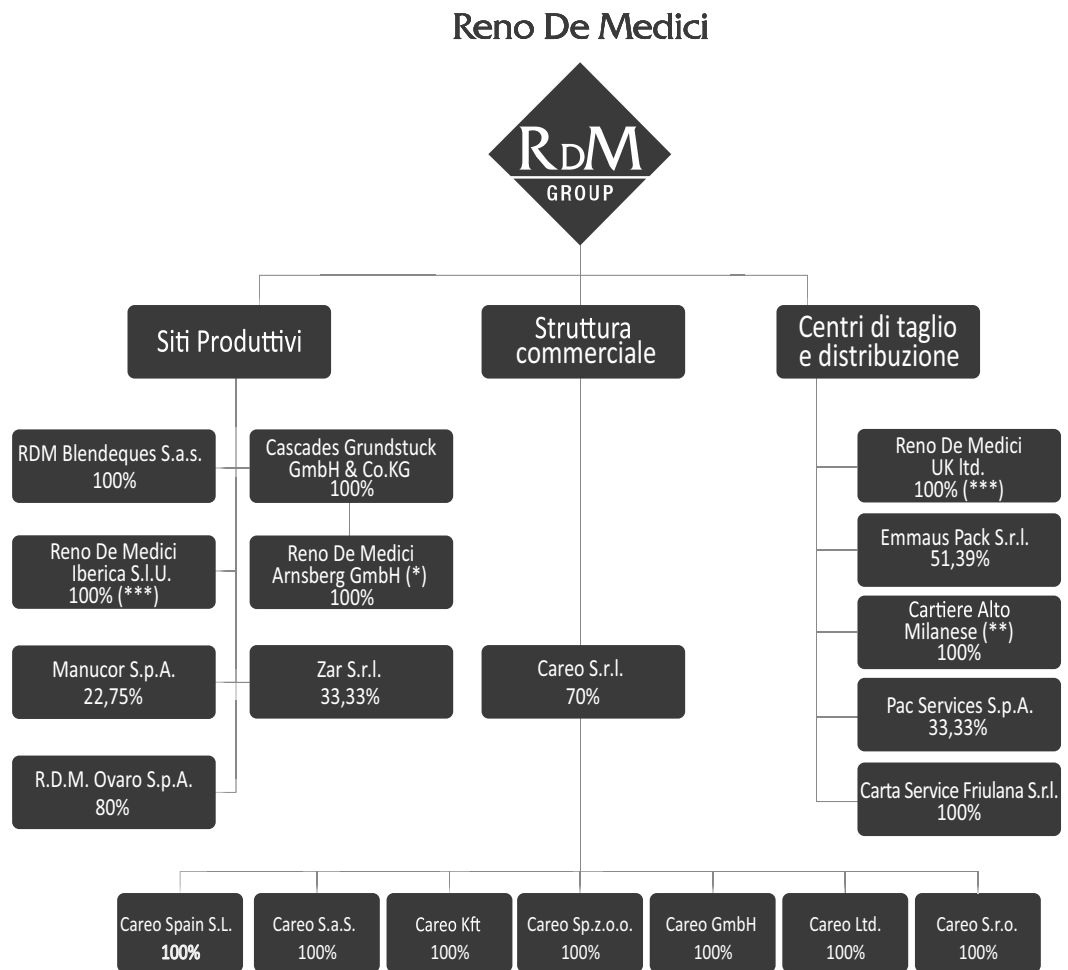 Reno De Medici
RDM
GROUP
Siti Produttivi
Struttura
commerciale
Centri di taglio
e distribuzione
RDM Blendeques S.a.s.
100%
Cascades Grundstuck
GmbH & Co.KG
100%
Reno De Medici
Iberica S.l.U.
100% (***)
Reno De Medici
Arnsberg GmbH (*)
100%
Manucor S.p.A.
22,75%
Zar S.r.l.
33,33%
R.D.M. Ovaro S.p.A.
80%
Careo S.r.l.
70%
Reno De Medici
UK ltd.
100% (***)
Emmaus Pack S.r.l.
51,39%
Cartiere Alto
Milanese (**)
100%
Pac Services S.p.A.
33,33%
Carta Service Friulana S.r.l.
100%
Careo Spain S.L.
100%
Careo S.a.S.
100%
Careo Kft
100%
Careo Sp.z.o.o.
100%
Careo GmbH
100%
Careo Ltd.
100%
Careo S.r.o.
100%